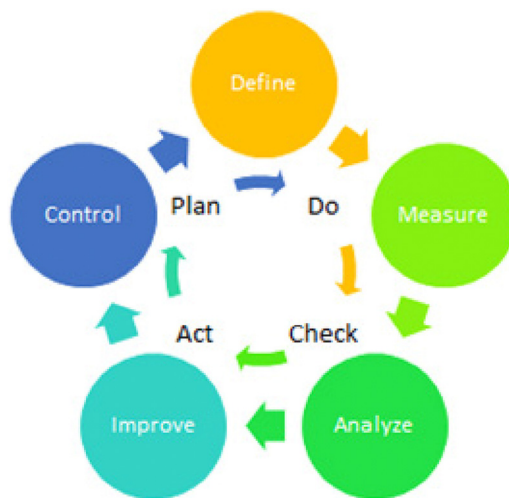 Define
Control
Plan
Do
Measure
Act
Check
Improve
Analyze